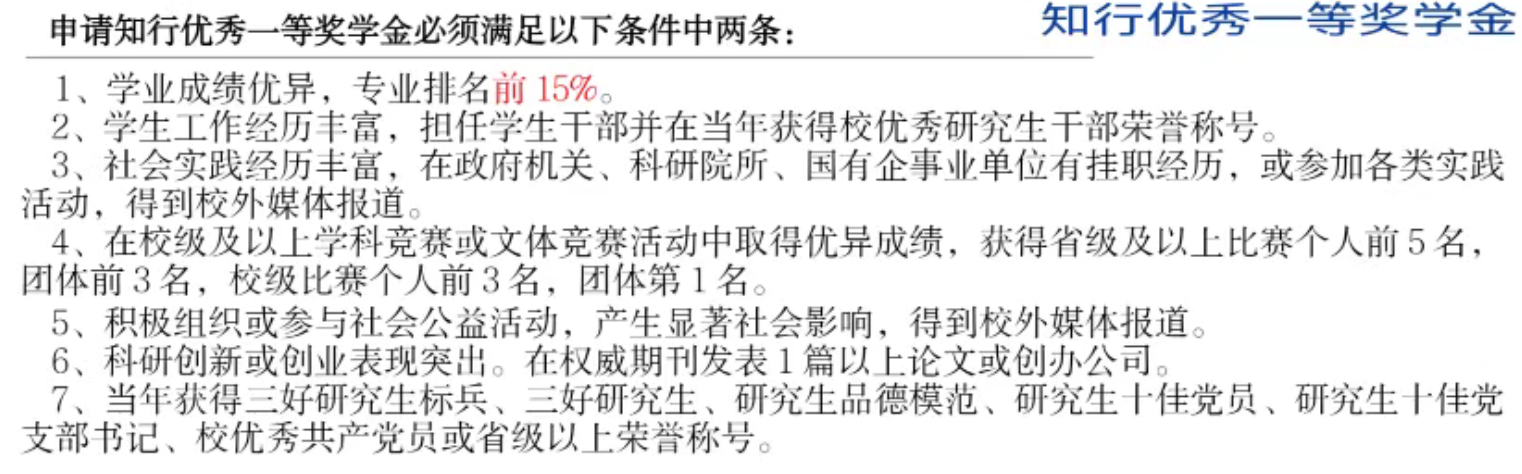 知行优秀一等奖学金
申请知行优秀一等奖学金必须满足以下条件中两条：
1、学业成绩优异，专业排名前 15%。
2、学生工作经历丰富，担任学生干部并在当年获得校优秀研究生干部荣誉称号。
3、社会实践经历丰富，在政府机关、科研院所、国有企事业单位有挂职经历，或参加各类实践
活动，得到校外媒体报道。
4、在校级及以上学科竞赛或文体竞赛活动中取得优异成绩，获得省级及以上比赛个人前 5 名，
团体前 3 名，校级比赛个人前 3 名，团体第 1 名。
5、积极组织或参与社会公益活动，产生显著社会影响，得到校外媒体报道。
6、科研创新或创业表现突出。在权威期刊发表 1 篇以上论文或创办公司。
7、当年获得三好研究生标兵、三好研究生、研究生品德模范、研究生十佳党员、研究生十佳党
支部书记、校优秀共产党员或省级以上荣誉称号。